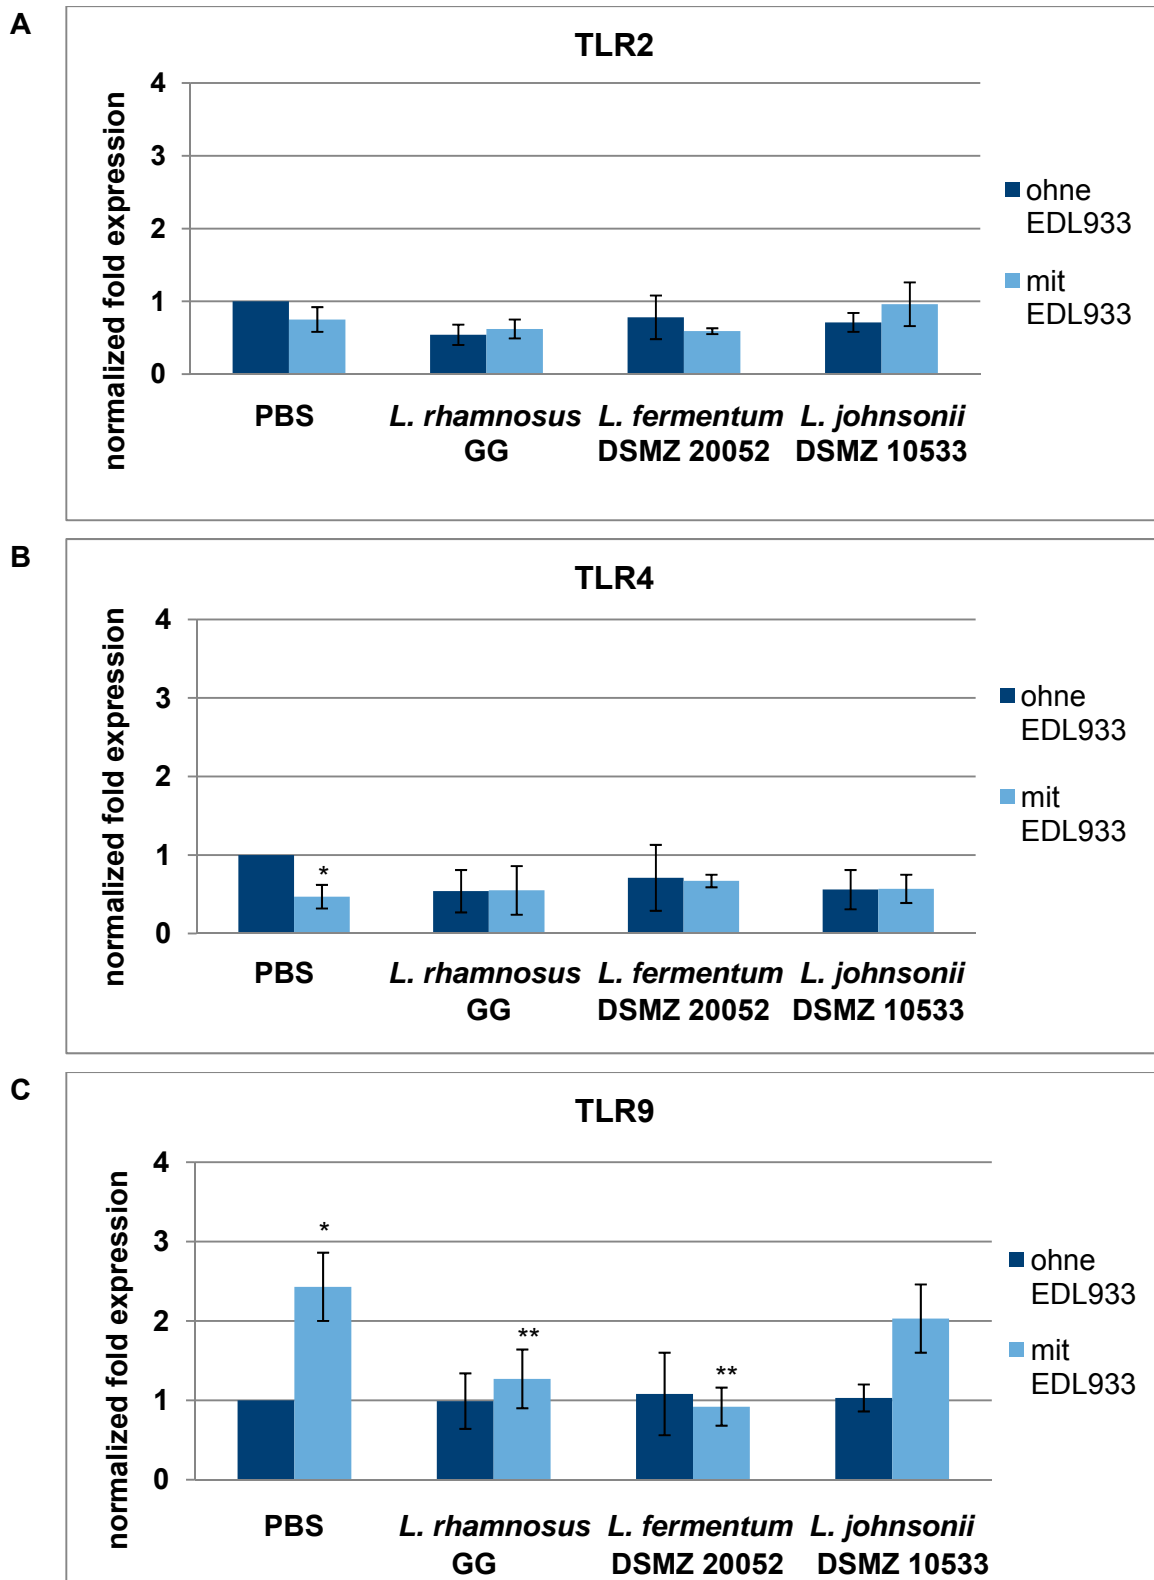 A
TLR2
normalized fold expression
4
3
2
1
0
PBS
L. rhamnosus
GG
L. fermentum
DSMZ 20052
L. johnsonii
DSMZ 10533
ohne
EDL933
mit
EDL933
B
TLR4
normalized fold expression
4
3
2
1
0
*
PBS
L. rhamnosus
GG
L. fermentum
DSMZ 20052
L. johnsonii
DSMZ 10533
ohne
EDL933
mit
EDL933
C
TLR9
normalized fold expression
4
3
2
1
0
*
**
**
PBS
L. rhamnosus
GG
L. fermentum
DSMZ 20052
L. johnsonii
DSMZ 10533
ohne
EDL933
mit
EDL933